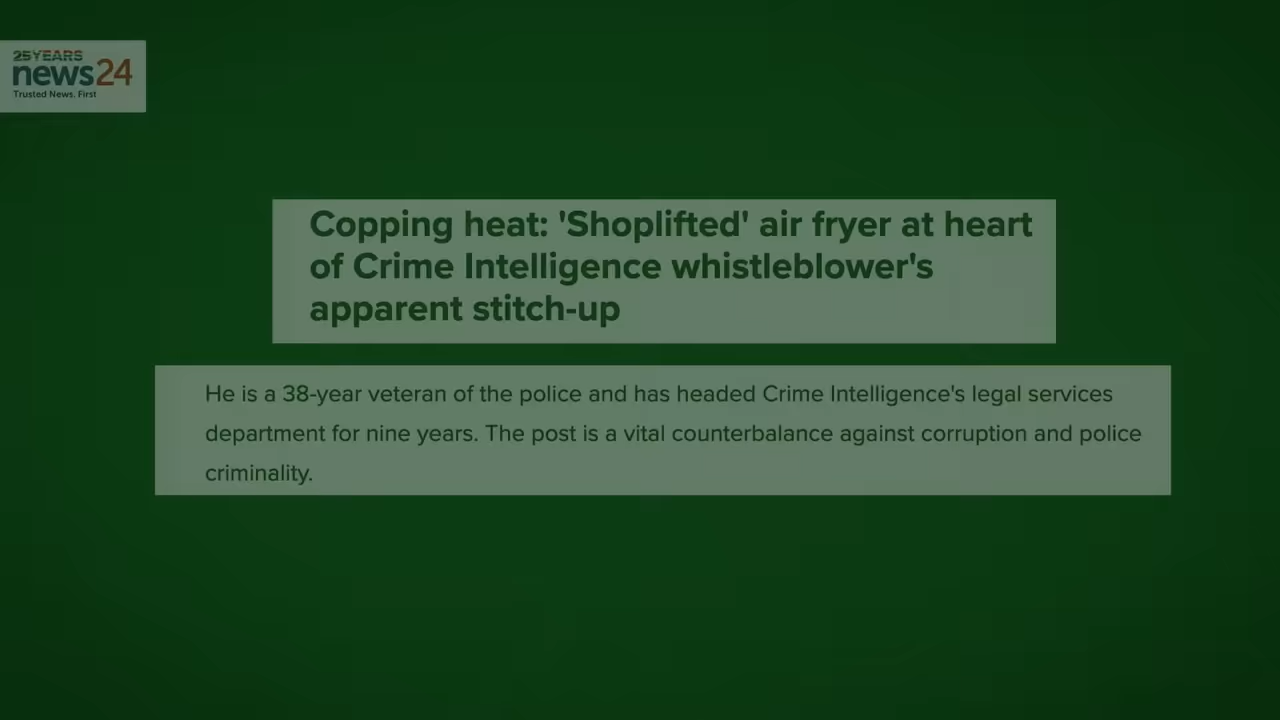 25YEARS
news24
Trusted News. First
Copping heat: 'Shoplifted' air fryer at heart
of Crime Intelligence whistleblower's
apparent stitch-up
He is a 38-year veteran of the police and has headed Crime Intelligence's legal services
department for nine years. The post is a vital counterbalance against corruption and police
criminality.